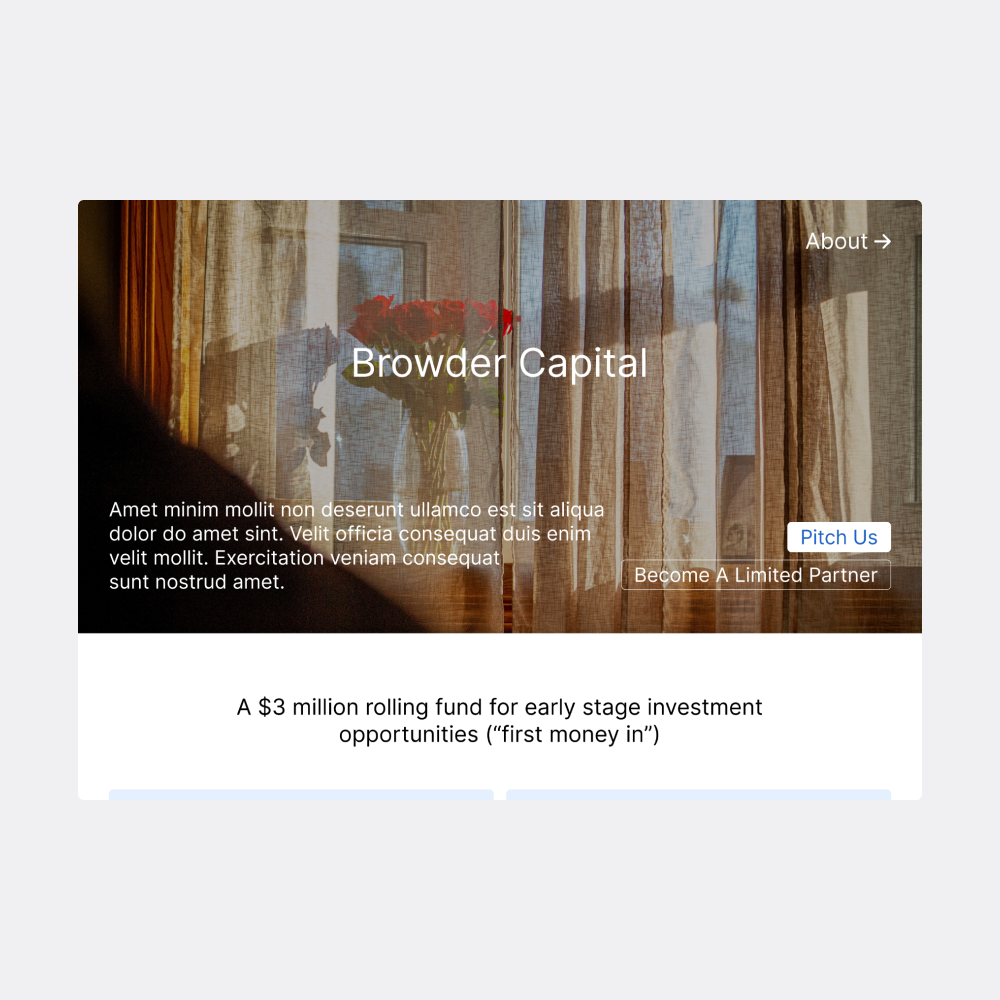 About →
Browder Capital
Amet minim mollit non deserunt ullamco est sit aliqua
dolor do amet sint. Velit officia consequat duis enim
velit mollit. Exercitation veniam consequat
sunt nostrud amet.
Pitch Us
Become A Limited Partner
A $3 million rolling fund for early stage investment
opportunities (“first money in”)